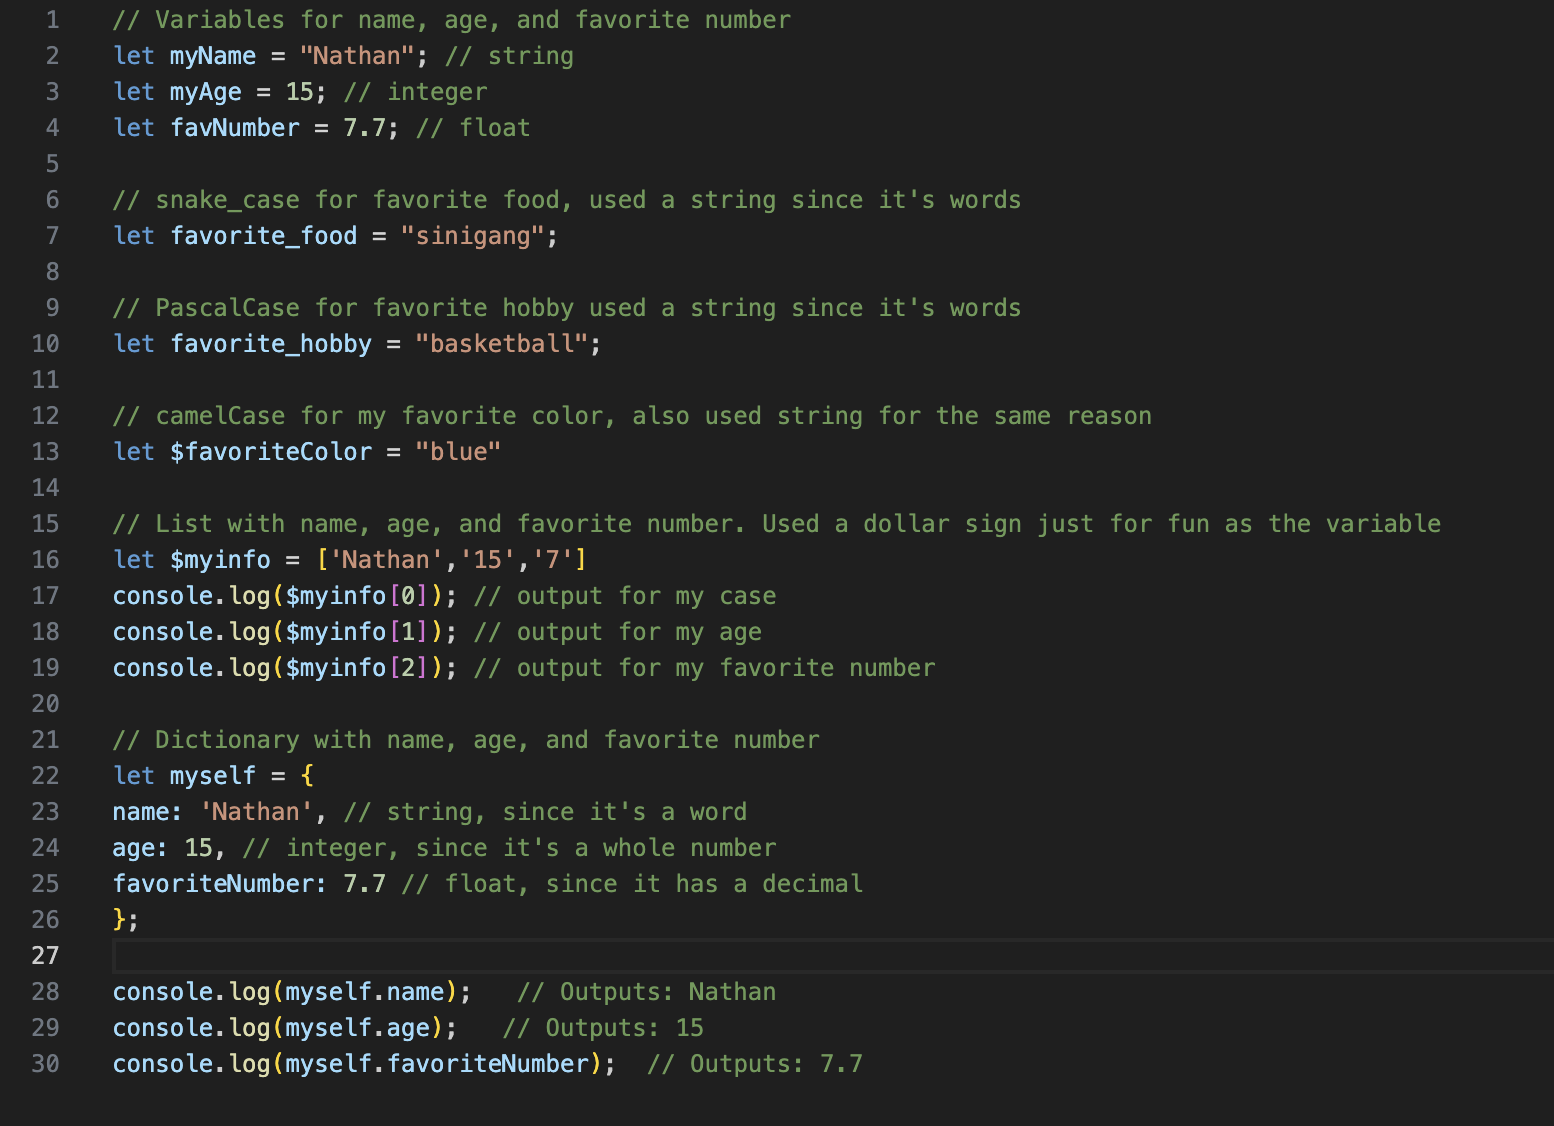 1 // Variables for name, age, and favorite number
2 let myName = "Nathan"; // string
3 let myAge = 15; // integer
4 let favNumber = 7.7; // float
5
6 // snake_case for favorite food, used a string since it's words
7 let favorite_food = "sinigang";
8
9 // PascalCase for favorite hobby used a string since it's words
10 let favorite_hobby = "basketball";
11
12 // camelCase for my favorite color, also used string for the same reason
13 let $favoriteColor = "blue"
14
15 // List with name, age, and favorite number. Used a dollar sign just for fun as the variable
16 let $myinfo = ['Nathan','15','7']
17 console.log($myinfo[0]); // output for my case
18 console.log($myinfo[1]); // output for my age
19 console.log($myinfo[2]); // output for my favorite number
20
21 // Dictionary with name, age, and favorite number
22 let myself = {
23 name: 'Nathan', // string, since it's a word
24 age: 15, // integer, since it's a whole number
25 favoriteNumber: 7.7 // float, since it has a decimal
26 };
27
28 console.log(myself.name);   // Outputs: Nathan
29 console.log(myself.age);   // Outputs: 15
30 console.log(myself.favoriteNumber);  // Outputs: 7.7